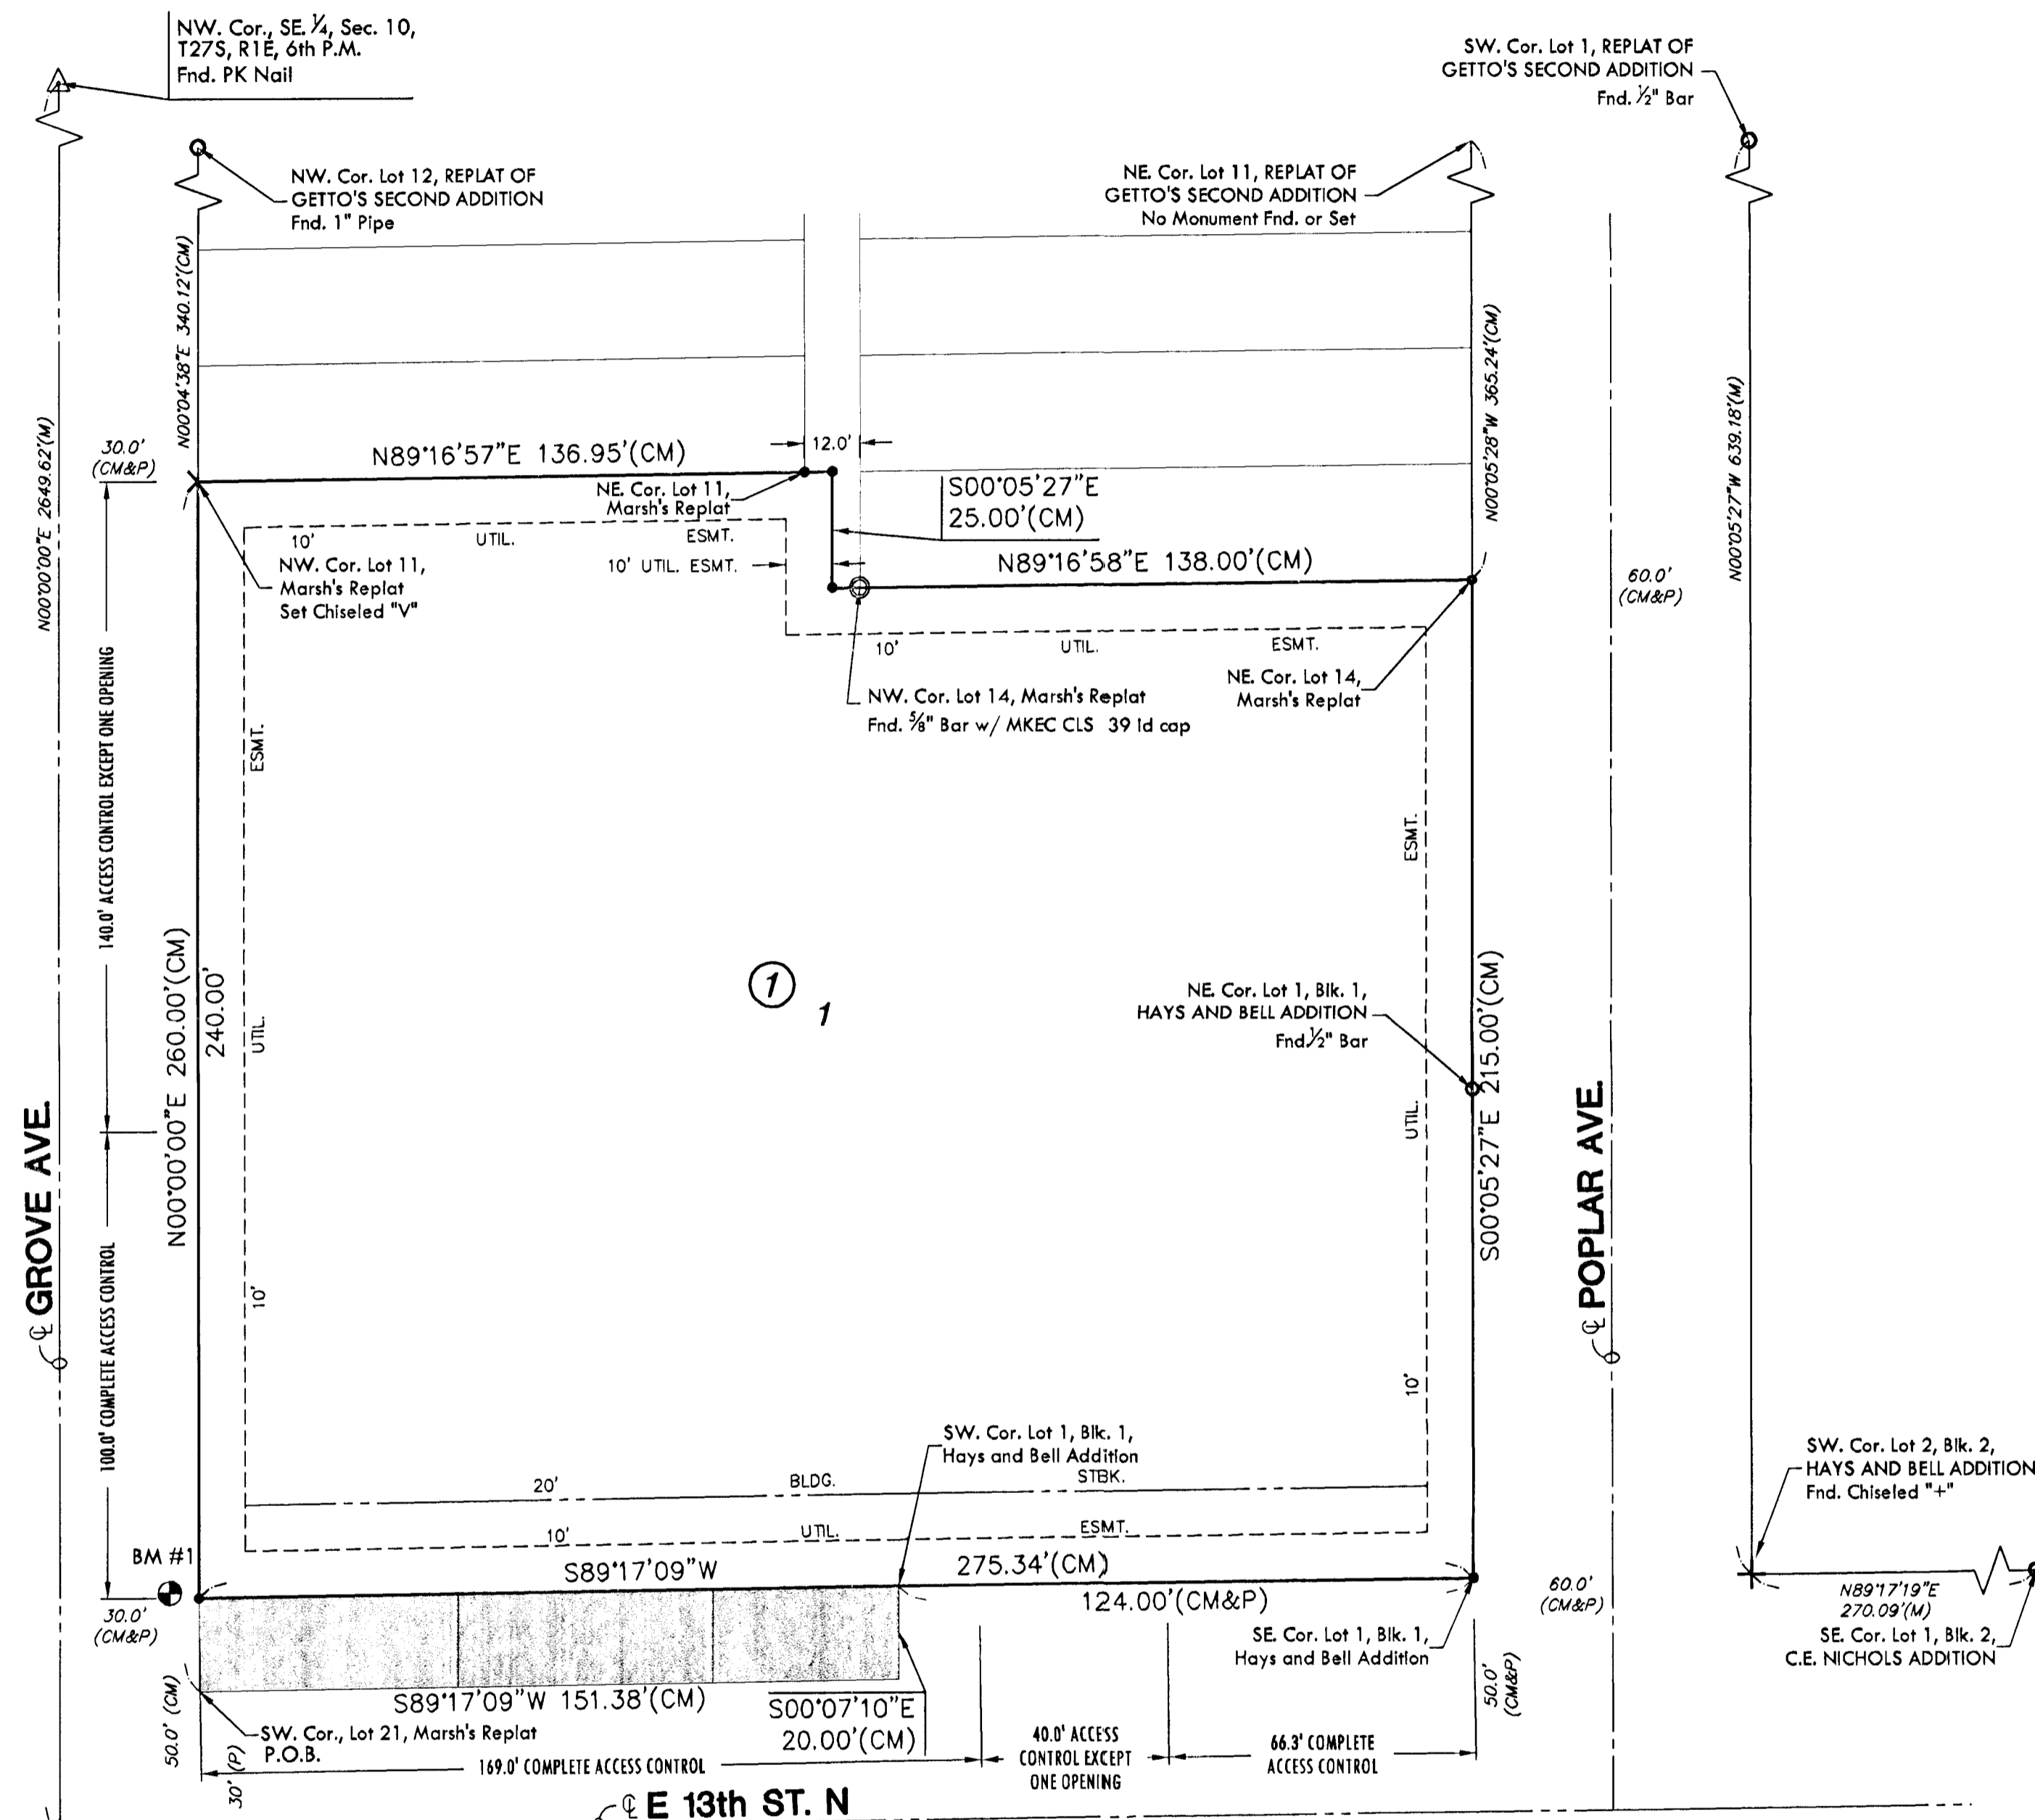 NW. Cor., SE. ¼, Sec. 10,
T27S, R1E, 6th P.M.
Fnd. PK Nail
SW. Cor. Lot 1, REPLAT OF
GETTO'S SECOND ADDITION
Fnd. ½" Bar
NW. Cor. Lot 12, REPLAT OF
GETTO'S SECOND ADDITION
Fnd. 1" Pipe
NE. Cor. Lot 11, REPLAT OF
GETTO'S SECOND ADDITION
No Monument Fnd. or Set
N00°04'38"E 340.12'(CM)
N00°05'28"W 365.24'(CM)
N00°00'00"E 2649.62'(M)
N00°05'27"W 639.18'(M)
30.0'
(CM&P)
N89°16'57"E 136.95'(CM)
12.0'
NE. Cor. Lot 11,
Marsh's Replat
S00°05'27"E
25.00'(CM)
10' UTIL. ESMT.
10' UTIL. ESMT.
N89°16'58"E 138.00'(CM)
NW. Cor. Lot 11,
Marsh's Replat
Set Chiseled "V"
60.0'
(CM&P)
10' UTIL. ESMT.
NE. Cor. Lot 14,
Marsh's Replat
NW. Cor. Lot 14, Marsh's Replat
Fnd. ⅝" Bar w/ MKEC CLS 39 Id cap
140.0' ACCESS CONTROL EXCEPT ONE OPENING
10' UTIL. ESMT.
10' UTIL. ESMT.
N00°00'00"E 260.00'(CM)
240.00'
1
1
NE. Cor. Lot 1, Blk. 1,
HAYS AND BELL ADDITION
Fnd.½" Bar
S00°05'27"E 215.00'(CM)
℄ GROVE AVE.
℄ POPLAR AVE.
100.0' COMPLETE ACCESS CONTROL
SW. Cor. Lot 1, Blk. 1,
Hays and Bell Addition
SW. Cor. Lot 2, Blk. 2,
HAYS AND BELL ADDITION
Fnd. Chiseled "+"
20' BLDG. STBK.
10' UTIL. ESMT.
BM #1
S89°17'09"W 275.34'(CM)
124.00'(CM&P)
30.0'
(CM&P)
60.0'
(CM&P)
N89°17'19"E
270.09'(M)
SE. Cor. Lot 1, Blk. 1,
Hays and Bell Addition
SE. Cor. Lot 1, Blk. 2,
C.E. NICHOLS ADDITION
50.0' (CM)
50.0'
(CM&P)
S89°17'09"W 151.38'(CM)
S00°07'10"E
20.00'(CM)
SW. Cor., Lot 21, Marsh's Replat
P.O.B.
30' (P)
169.0' COMPLETE ACCESS CONTROL
40.0' ACCESS
CONTROL EXCEPT
ONE OPENING
66.3' COMPLETE
ACCESS CONTROL
℄ E 13th ST. N